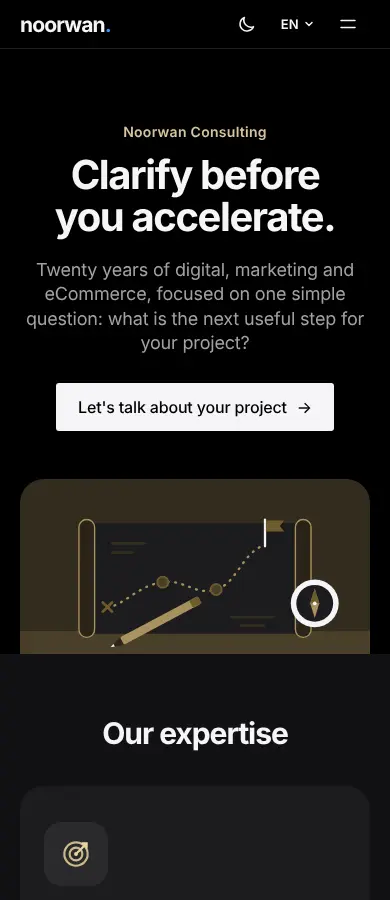 noorwan.
EN
Noorwan Consulting
Clarify before
you accelerate.
Twenty years of digital, marketing and
eCommerce, focused on one simple
question: what is the next useful step for
your project?
Let's talk about your project →
Our expertise